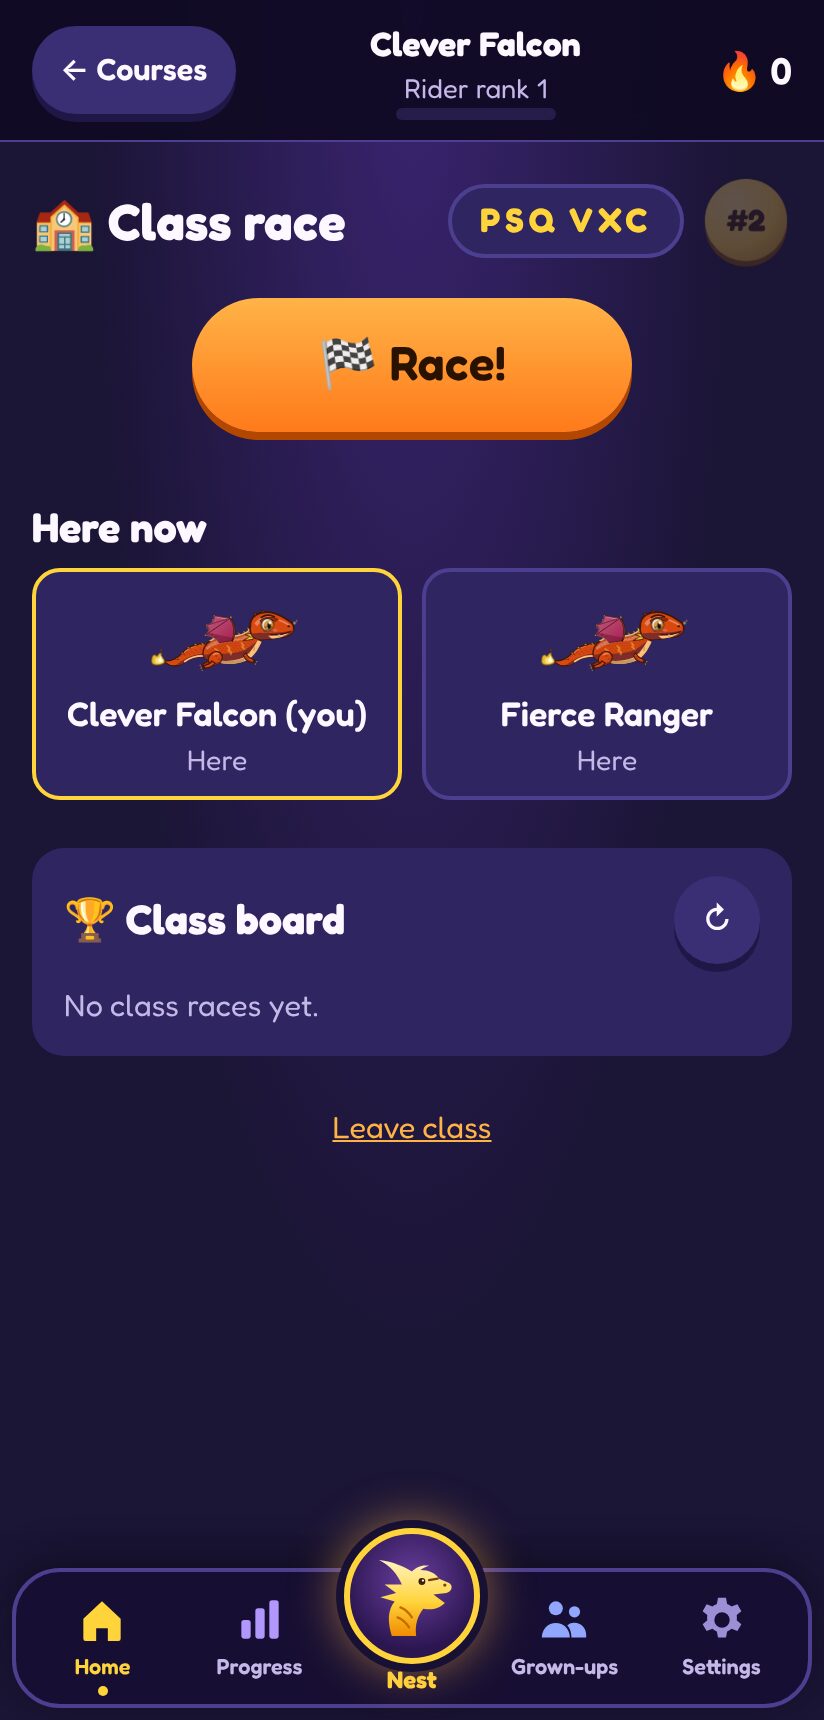 ← Courses
Clever Falcon
Rider rank 1
🔥 0
🏫 Class race
PSQ VXC
#2
🏁 Race!
Here now
Clever Falcon (you)
Here
Fierce Ranger
Here
🏆 Class board
↻
No class races yet.
Leave class
Home
Progress
Nest
Grown-ups
Settings